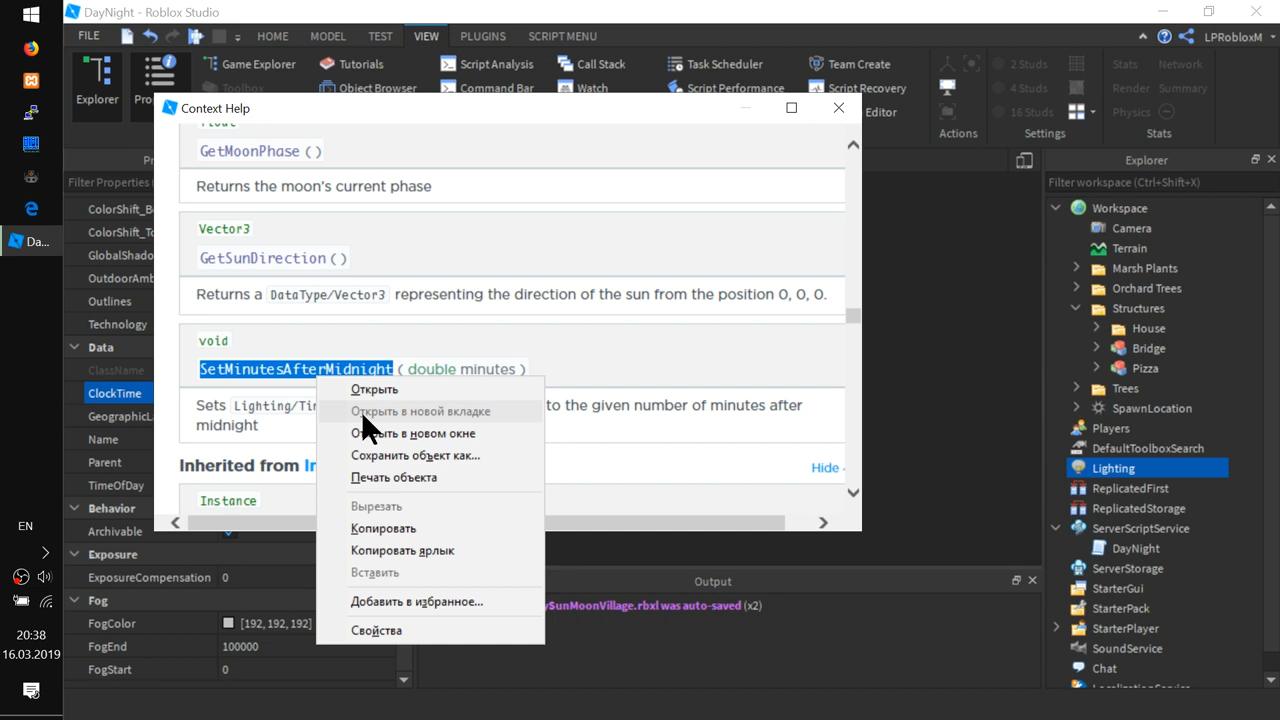 DayNight - Roblox Studio
FILE HOME MODEL TEST VIEW PLUGINS SCRIPT MENU LPRobloxM
Explorer
Game Explorer Tutorials Script Analysis Call Stack Task Scheduler Team Create
Toolbox Object Browser Command Bar Watch Script Performance Script Recovery
Editor
Actions
2 Studs
4 Studs
16 Studs
Settings
Stats Network
Render Summary
Physics
Stats
Context Help
float
GetMoonPhase ()
Returns the moon's current phase
Vector3
GetSunDirection ()
Returns a DataType/Vector3 representing the direction of the sun from the position 0, 0, 0.
void
SetMinutesAfterMidnight ( double minutes )
to the given number of minutes after
midnight
Inherited from
Hide
Instance
Открыть
Открыть в новой вкладке
Открыть в новом окне
Сохранить объект как...
Печать объекта
Вырезать
Копировать
Копировать ярлык
Вставить
Добавить в избранное...
Свойства
Filter Properties
Outlines
Technology
Data
ClassName
ClockTime
Name
Parent
TimeOfDay
Behavior
Archivable
Exposure
ExposureCompensation 0
Fog
FogColor [192, 192, 192]
FogEnd 100000
FogStart 0
Output
SunMoonVillage.rbxl was auto-saved (x2)
Explorer
Filter workspace (Ctrl+Shift+X)
Workspace
Camera
Terrain
Marsh Plants
Orchard Trees
Structures
House
Bridge
Pizza
Trees
SpawnLocation
Players
DefaultToolboxSearch
Lighting
ReplicatedFirst
ReplicatedStorage
ServerScriptService
DayNight
ServerStorage
StarterGui
StarterPack
StarterPlayer
SoundService
Chat
Da...
EN
20:38
16.03.2019